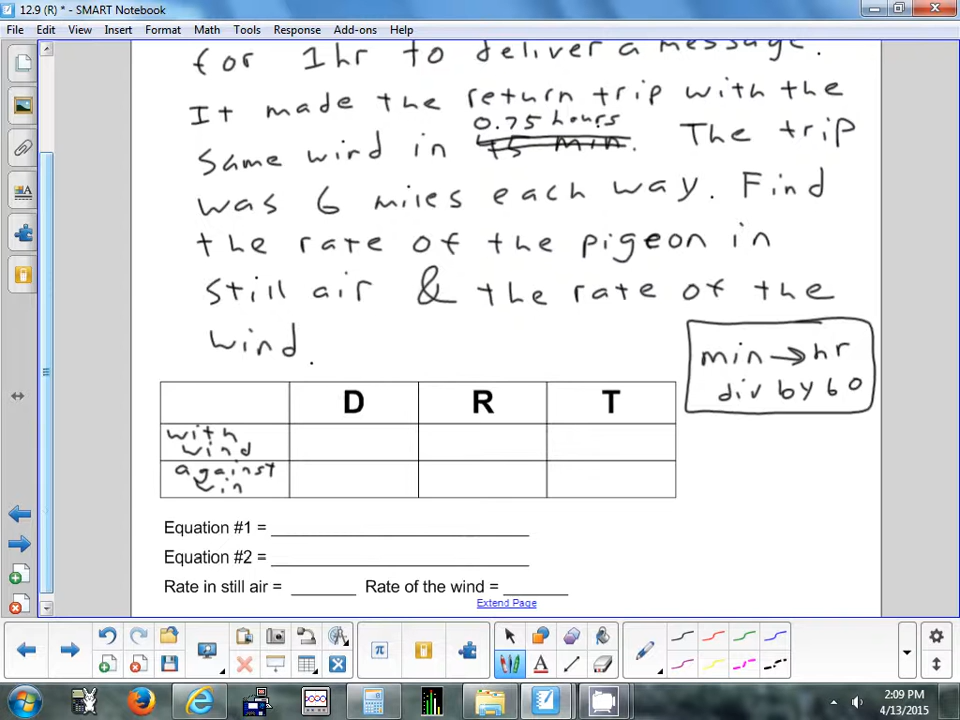 12.9 (R) * - SMART Notebook
File Edit View Insert Format Math Tools Response Add-ons Help
for 1hr to deliver a message.
It made the return trip with the
0.75 hours
same wind in 45 min. The trip
was 6 miles each way. Find
the rate of the pigeon in
still air & the rate of the
wind.
min → hr
div by 60
D R T
with
wind
against
win
Equation #1 =
Equation #2 =
Rate in still air = Rate of the wind =
Extend Page
2:09 PM
4/13/2015